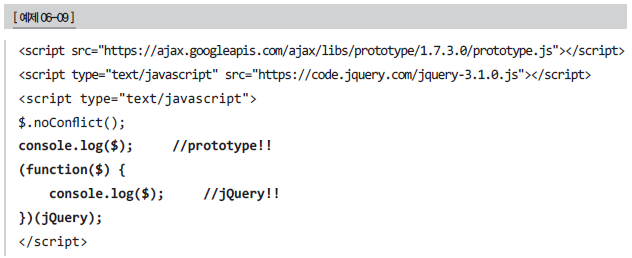 [ 예제 06-09 ]
<script src="https://ajax.googleapis.com/ajax/libs/prototype/1.7.3.0/prototype.js"></script>
<script type="text/javascript" src="https://code.jquery.com/jquery-3.1.0.js"></script>
<script type="text/javascript">
$.noConflict();
console.log($);     //prototype!!
(function($) {
    console.log($);     //jQuery!!
})(jQuery);
</script>